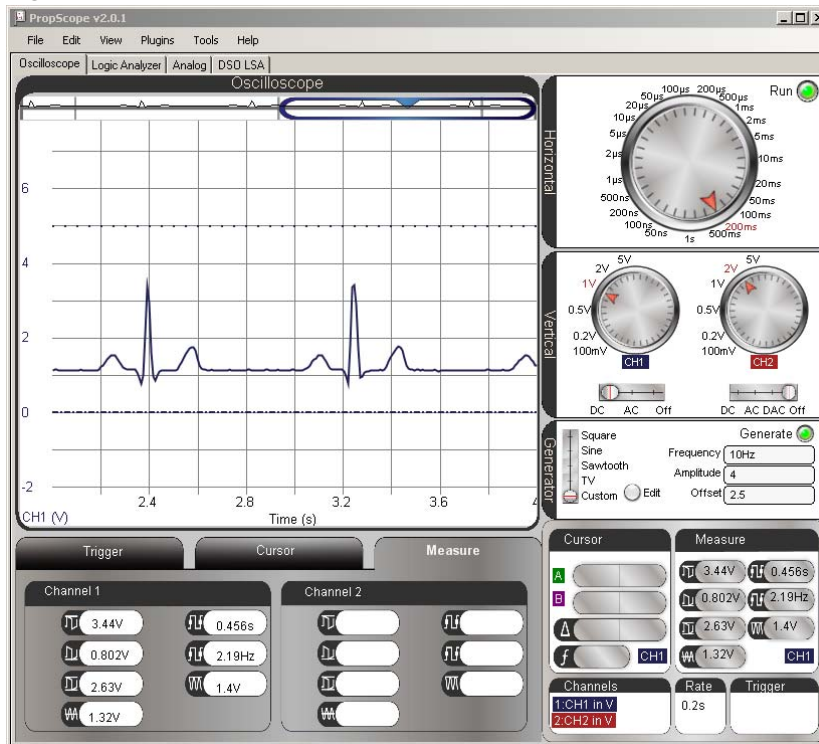 PropScope v2.0.1
File Edit View Plugins Tools Help
Oscilloscope Logic Analyzer Analog DSO LSA
Oscilloscope
6
4
2
0
-2
CH1 (V)
2.4 2.8 3.2 3.6 4
Time (s)
Horizontal
Run
50ns
100ns
200ns
500ns
1µs
2µs
5µs
10µs
20µs
50µs
100µs
200µs
500µs
1ms
2ms
5ms
10ms
20ms
50ms
100ms
200ms
500ms
1s
Vertical
5V
2V
1V
0.5V
0.2V
100mV
CH1
DC AC Off
5V
2V
1V
0.5V
0.2V
100mV
CH2
DC AC DAC Off
Generator
Square
Sine
Sawtooth
TV
Custom
Edit
Generate
Frequency 10Hz
Amplitude 4
Offset 2.5
Trigger
Cursor
Measure
Channel 1
3.44V 0.456s
0.802V 2.19Hz
2.63V 1.4V
1.32V
Channel 2
Cursor
A
B
Δ
f
CH1
Measure
3.44V 0.456s
0.802V 2.19Hz
2.63V 1.4V
1.32V CH1
Channels
1:CH1 in V
2:CH2 in V
Rate
0.2s
Trigger